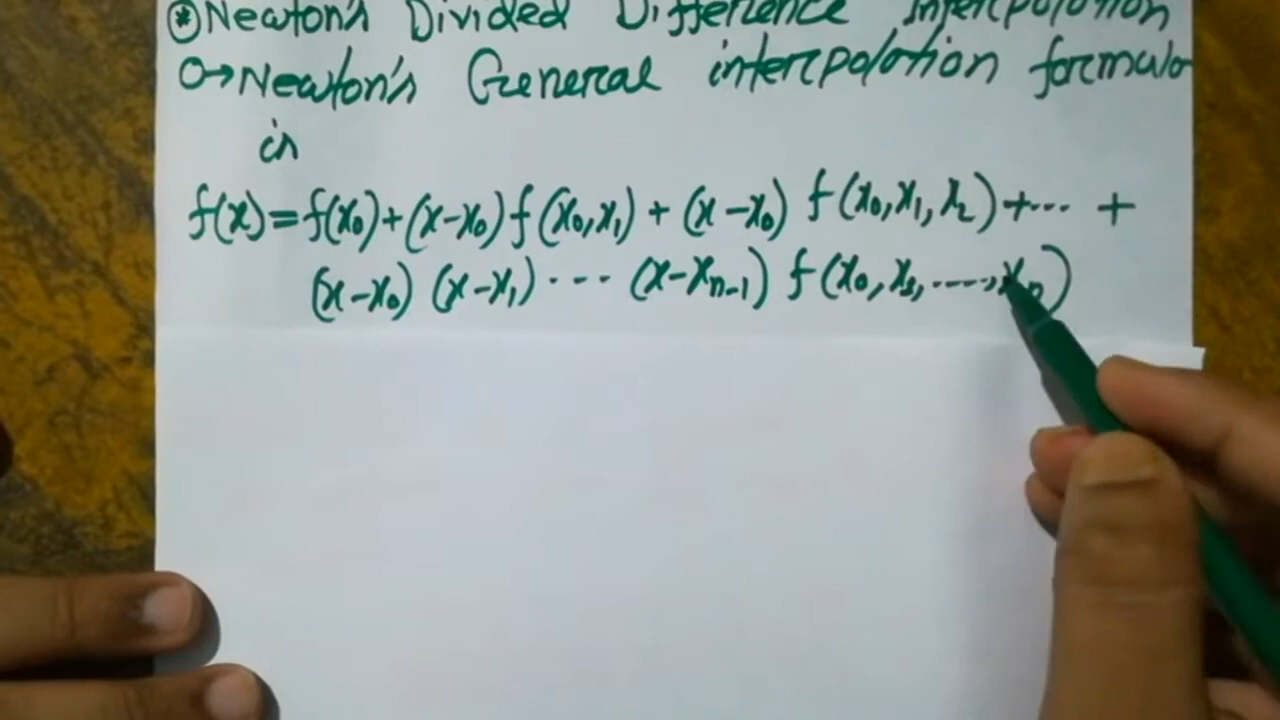 ⊛ Newton's Divided Difference Interpolation
O→ Newton's General interpolation formula
is
f(x) = f(x₀) + (x-x₀) f(x₀,x₁) + (x-x₀) f(x₀,x₁,x₂) + ··· +
(x-x₀) (x-x₁) ··· (x-xₙ₋₁) f(x₀,x₁,.....,xₙ)